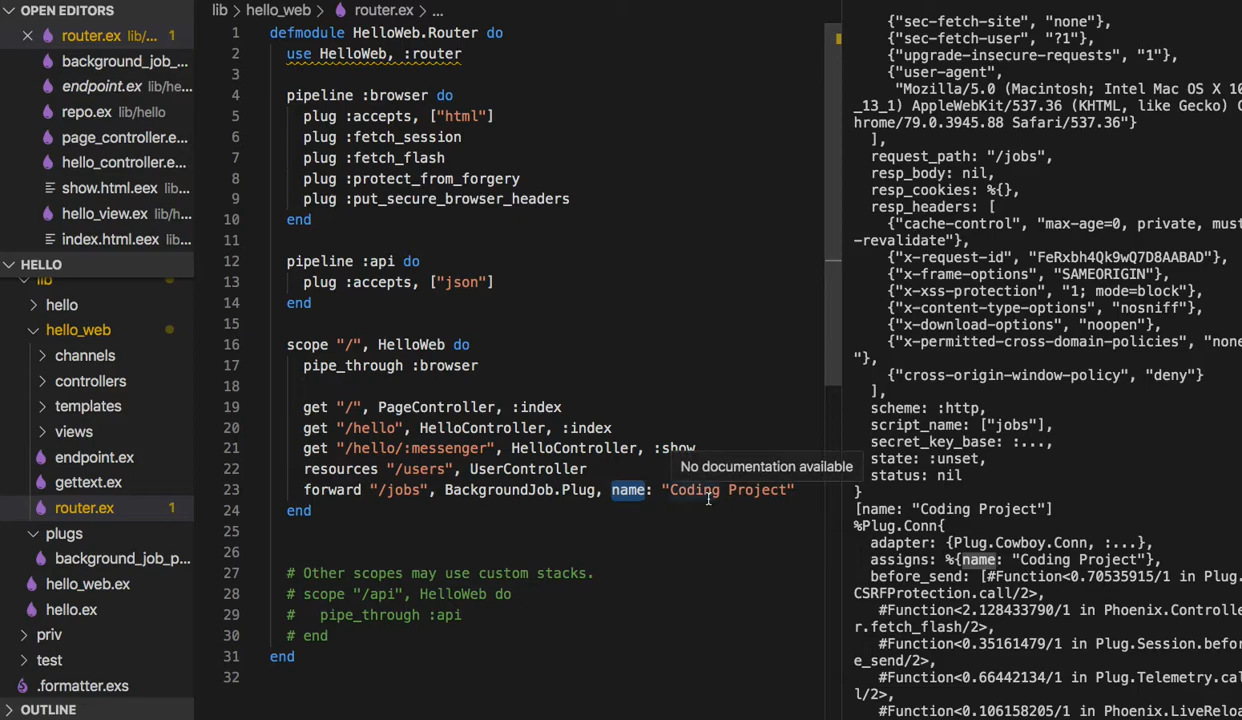 OPEN EDITORS
router.ex lib/... 1
background_job_...
endpoint.ex lib/he...
repo.ex lib/hello
page_controller.e...
hello_controller.e...
show.html.eex lib...
hello_view.ex lib/h...
index.html.eex lib...
HELLO
lib
hello
hello_web
channels
controllers
templates
views
endpoint.ex
gettext.ex
router.ex 1
plugs
background_job_p...
hello_web.ex
hello.ex
priv
test
.formatter.exs
OUTLINE
lib > hello_web > router.ex > ...
1 defmodule HelloWeb.Router do
2 use HelloWeb, :router
3
4 pipeline :browser do
5 plug :accepts, ["html"]
6 plug :fetch_session
7 plug :fetch_flash
8 plug :protect_from_forgery
9 plug :put_secure_browser_headers
10 end
11
12 pipeline :api do
13 plug :accepts, ["json"]
14 end
15
16 scope "/", HelloWeb do
17 pipe_through :browser
18
19 get "/", PageController, :index
20 get "/hello", HelloController, :index
21 get "/hello/:messenger", HelloController, :show
No documentation available
22 resources "/users", UserController
23 forward "/jobs", BackgroundJob.Plug, name: "Coding Project"
24 end
25
26
27 # Other scopes may use custom stacks.
28 # scope "/api", HelloWeb do
29 # pipe_through :api
30 # end
31 end
32
{"sec-fetch-site", "none"},
{"sec-fetch-user", "?1"},
{"upgrade-insecure-requests", "1"},
{"user-agent",
"Mozilla/5.0 (Macintosh; Intel Mac OS X 10
_13_1) AppleWebKit/537.36 (KHTML, like Gecko) C
hrome/79.0.3945.88 Safari/537.36"}
],
request_path: "/jobs",
resp_body: nil,
resp_cookies: %{},
resp_headers: [
{"cache-control", "max-age=0, private, must
-revalidate"},
{"x-request-id", "FeRxbh4Qk9wQ7D8AABAD"},
{"x-frame-options", "SAMEORIGIN"},
{"x-xss-protection", "1; mode=block"},
{"x-content-type-options", "nosniff"},
{"x-download-options", "noopen"},
{"x-permitted-cross-domain-policies", "none
"},
{"cross-origin-window-policy", "deny"}
],
scheme: :http,
script_name: ["jobs"],
secret_key_base: :...,
state: :unset,
status: nil
}
[name: "Coding Project"]
%Plug.Conn{
adapter: {Plug.Cowboy.Conn, :...},
assigns: %{name: "Coding Project"},
before_send: [#Function<0.70535915/1 in Plug.
CSRFProtection.call/2>,
#Function<2.128433790/1 in Phoenix.Controlle
r.fetch_flash/2>,
#Function<0.35161479/1 in Plug.Session.befor
e_send/2>,
#Function<0.66442134/1 in Plug.Telemetry.cal
l/2>,
#Function<0.106158205/1 in Phoenix.LiveReloa